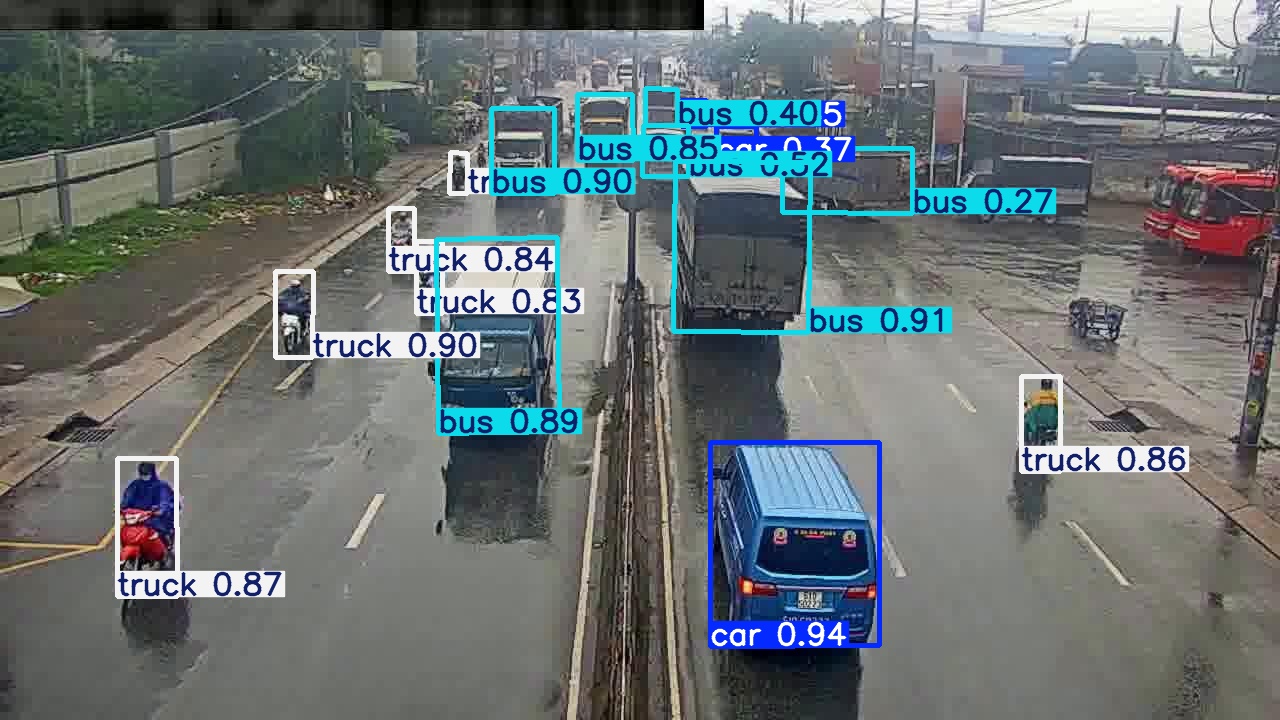 bus 0.40
5
car 0.37
bus 0.85
bus 0.52
tr
bus 0.90
bus 0.27
truck 0.84
truck 0.83
bus 0.91
truck 0.90
bus 0.89
truck 0.86
truck 0.87
car 0.94